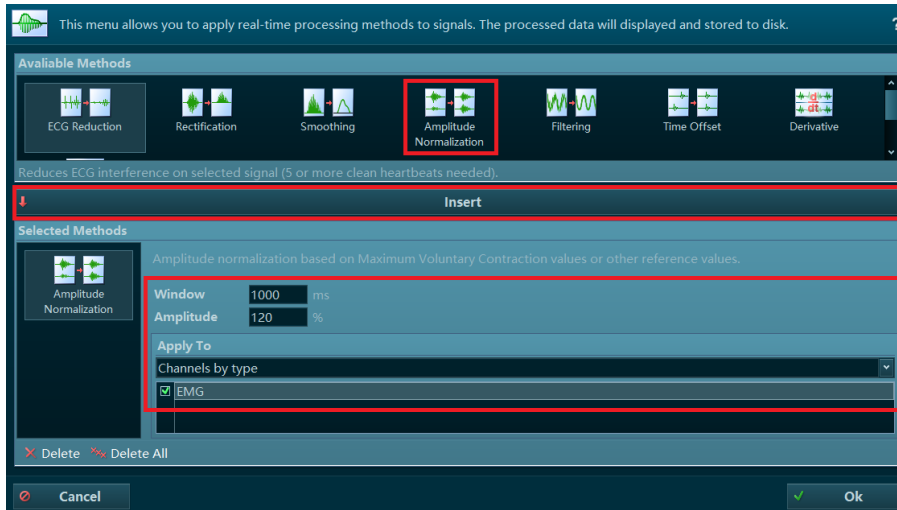 This menu allows you to apply real-time processing methods to signals. The processed data will displayed and stored to disk.
?
Avaliable Methods
ECG Reduction
Rectification
Smoothing
Amplitude
Normalization
Filtering
Time Offset
d
dt
Derivative
Reduces ECG interference on selected signal (5 or more clean heartbeats needed).
Insert
Selected Methods
Amplitude
Normalization
Amplitude normalization based on Maximum Voluntary Contraction values or other reference values.
Window 1000 ms
Amplitude 120 %
Apply To
Channels by type
EMG
Delete Delete All
Cancel Ok